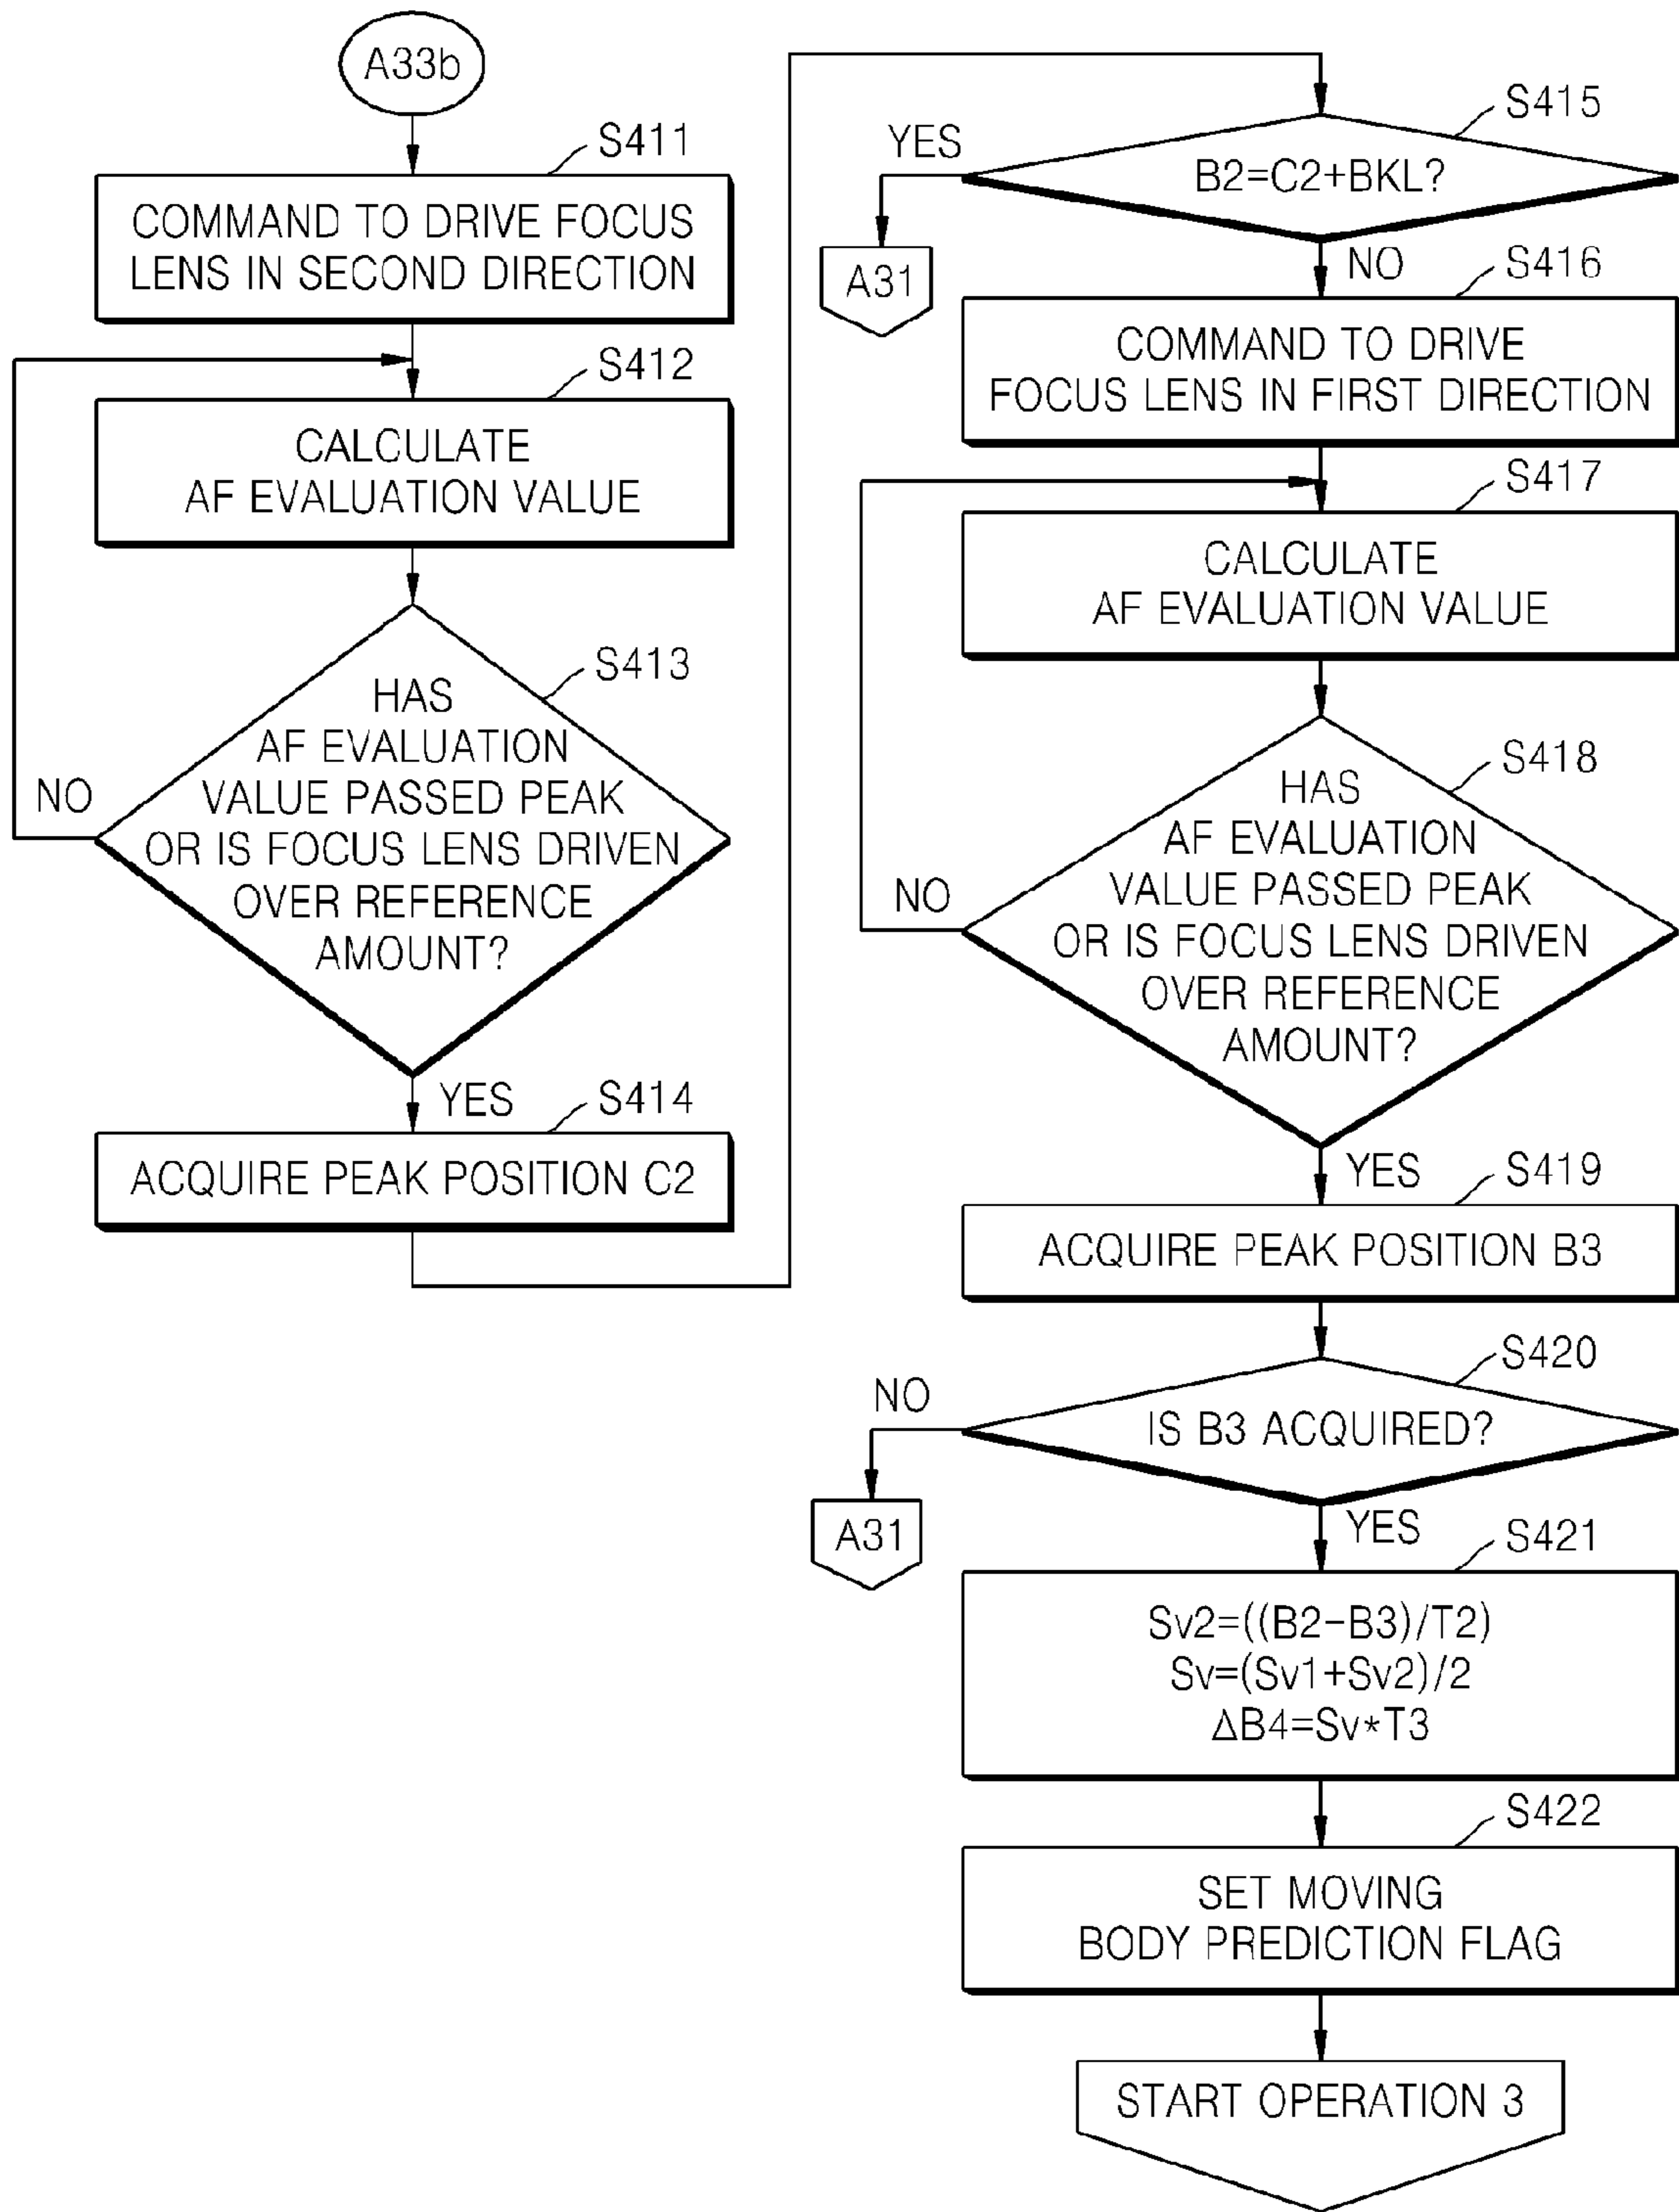 A33b
S411
COMMAND TO DRIVE FOCUS
LENS IN SECOND DIRECTION
S412
CALCULATE
AF EVALUATION VALUE
S413
HAS
AF EVALUATION
VALUE PASSED PEAK
OR IS FOCUS LENS DRIVEN
OVER REFERENCE
AMOUNT?
NO
YES
S414
ACQUIRE PEAK POSITION C2
S415
B2=C2+BKL?
YES
A31
NO
S416
COMMAND TO DRIVE
FOCUS LENS IN FIRST DIRECTION
S417
CALCULATE
AF EVALUATION VALUE
S418
HAS
AF EVALUATION
VALUE PASSED PEAK
OR IS FOCUS LENS DRIVEN
OVER REFERENCE
AMOUNT?
NO
YES
S419
ACQUIRE PEAK POSITION B3
S420
IS B3 ACQUIRED?
NO
A31
YES
S421
Sv2=((B2-B3)/T2)
Sv=(Sv1+Sv2)/2
ΔB4=Sv*T3
S422
SET MOVING
BODY PREDICTION FLAG
START OPERATION 3